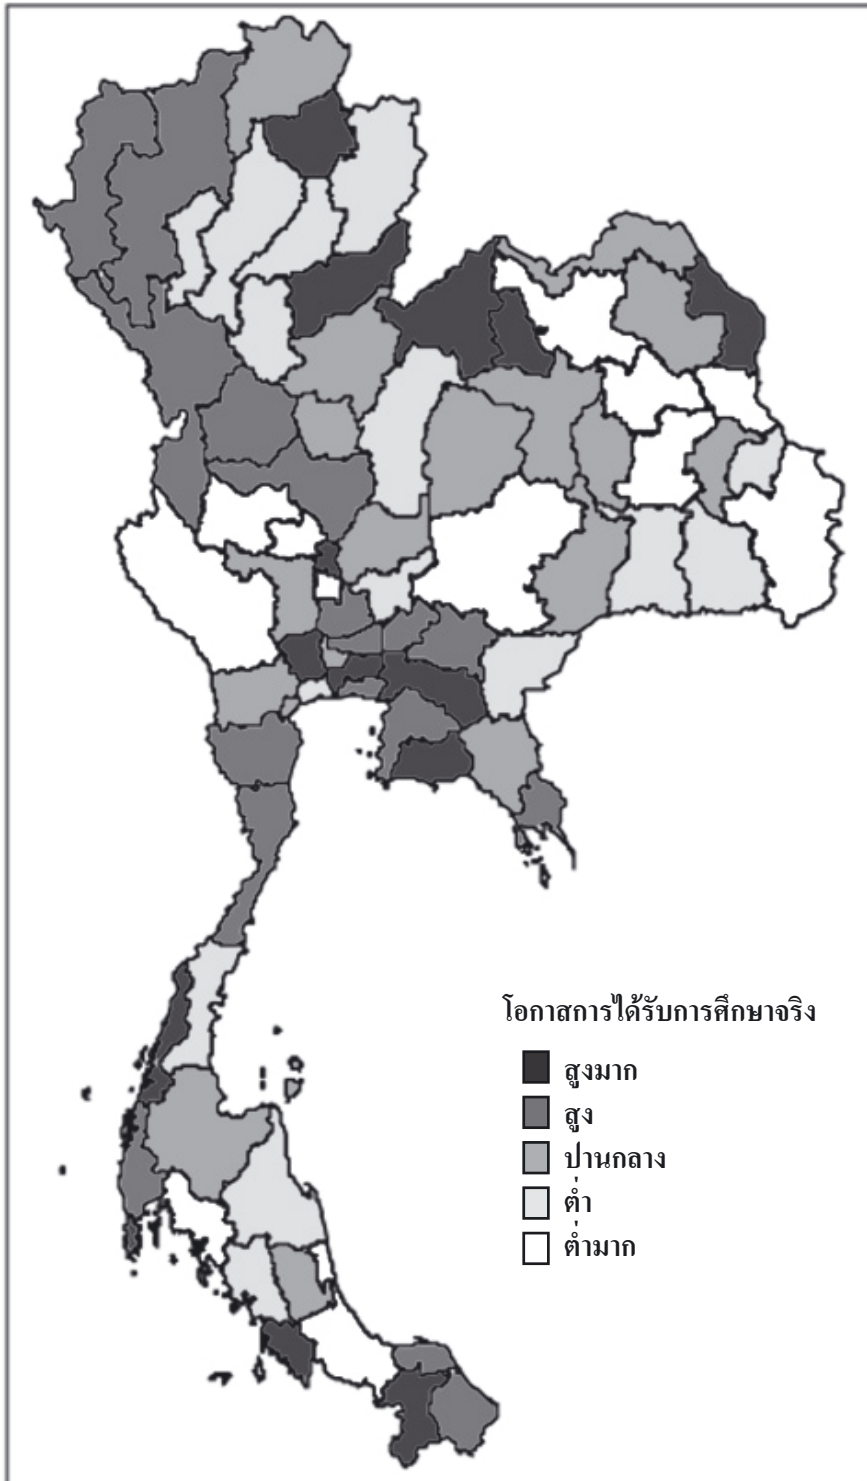 โอกาสการได้รับการศึกษาจริง
สูงมาก
สูง
ปานกลาง
ต่ำ
ต่ำมาก